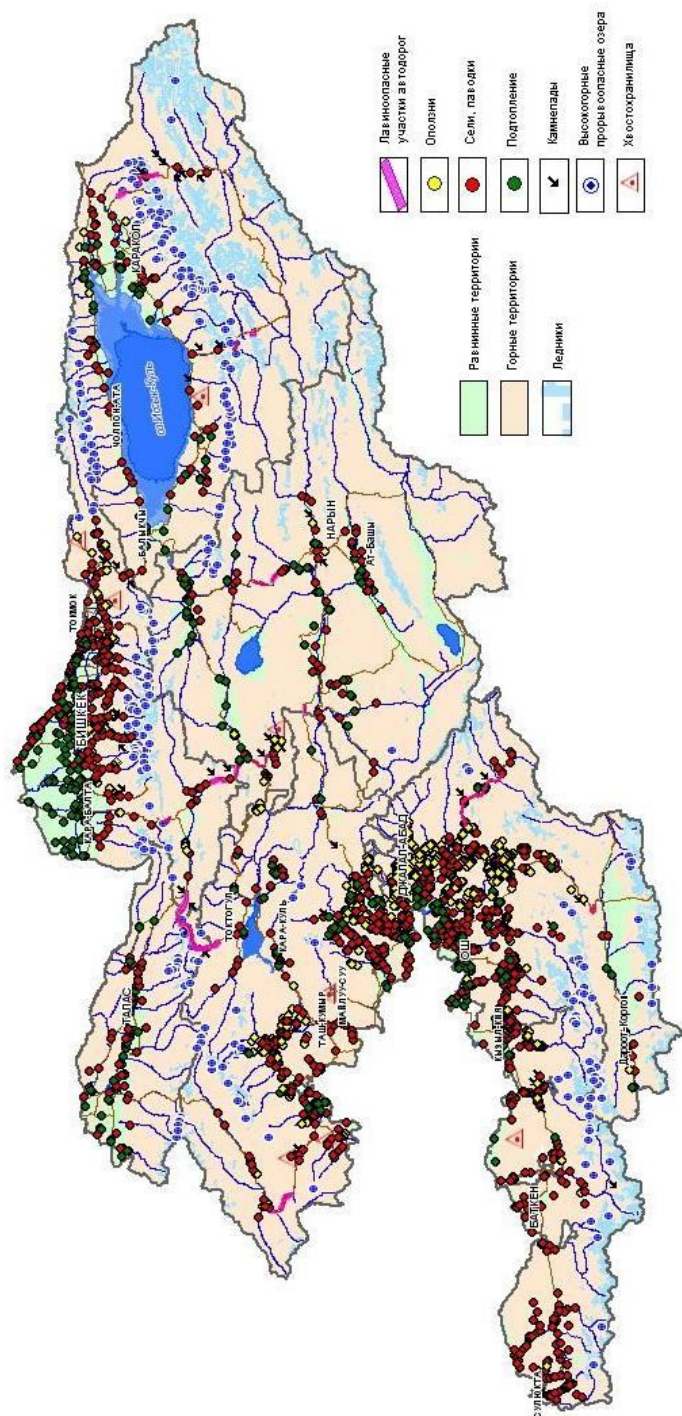 ТАЛАС
КАРА-БАЛТА
БИШКЕК
ТОКМОК
БАЛЫКЧЫ
ЧОЛПОН-АТА
оз.Иссык-Куль
КАРАКОЛ
ТОКТОГУЛ
КАРА-КУЛЬ
ТАШ-КУМЫР
МАЙЛУУ-СУУ
НАРЫН
АТ-Башы
ДЖАЛАЛ-АБАД
ОШ
КЫЗЫЛ-КИЯ
БАТКЕН
СУЛЮКТА
Дароот-Коргон
Равнинные территории
Горные территории
Ледники
Лавиноопасные
участки автодорог
Оползни
Сели, паводки
Подтопление
Камнепады
Высокогорные
прорывоопасные озера
Хвостохранилища